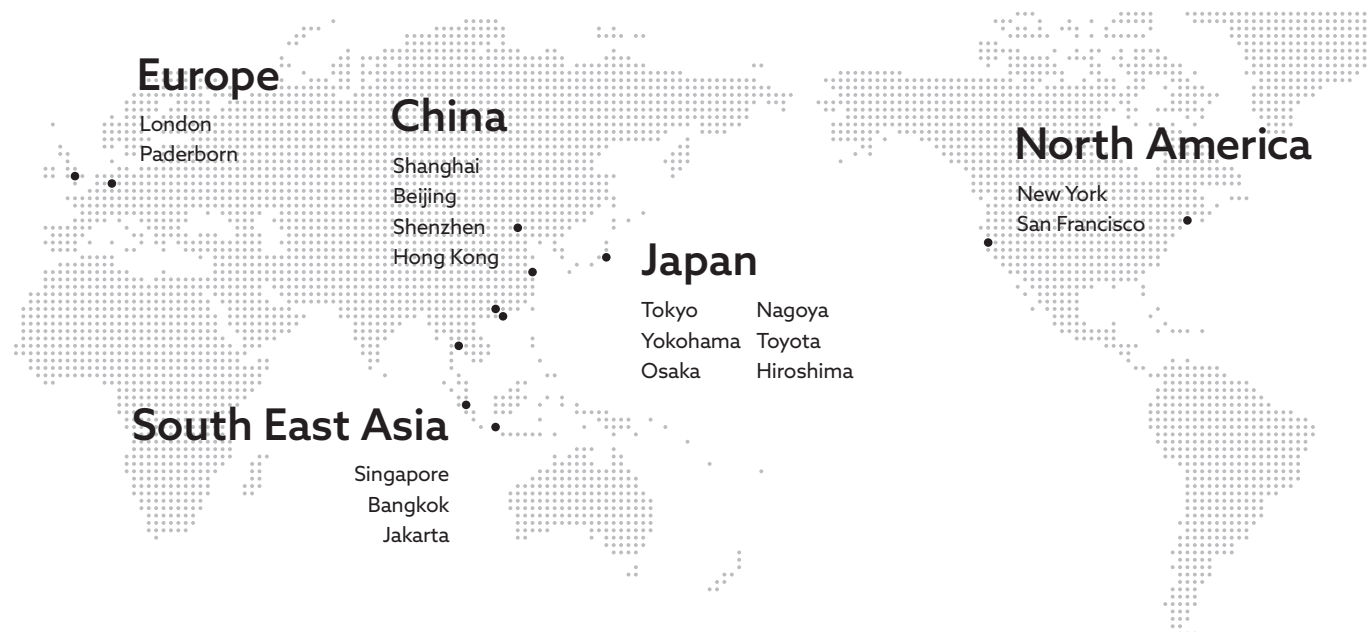 Europe
London
Paderborn
China
Shanghai
Beijing
Shenzhen
Hong Kong
Japan
Tokyo Nagoya
Yokohama Toyota
Osaka Hiroshima
North America
New York
San Francisco
South East Asia
Singapore
Bangkok
Jakarta